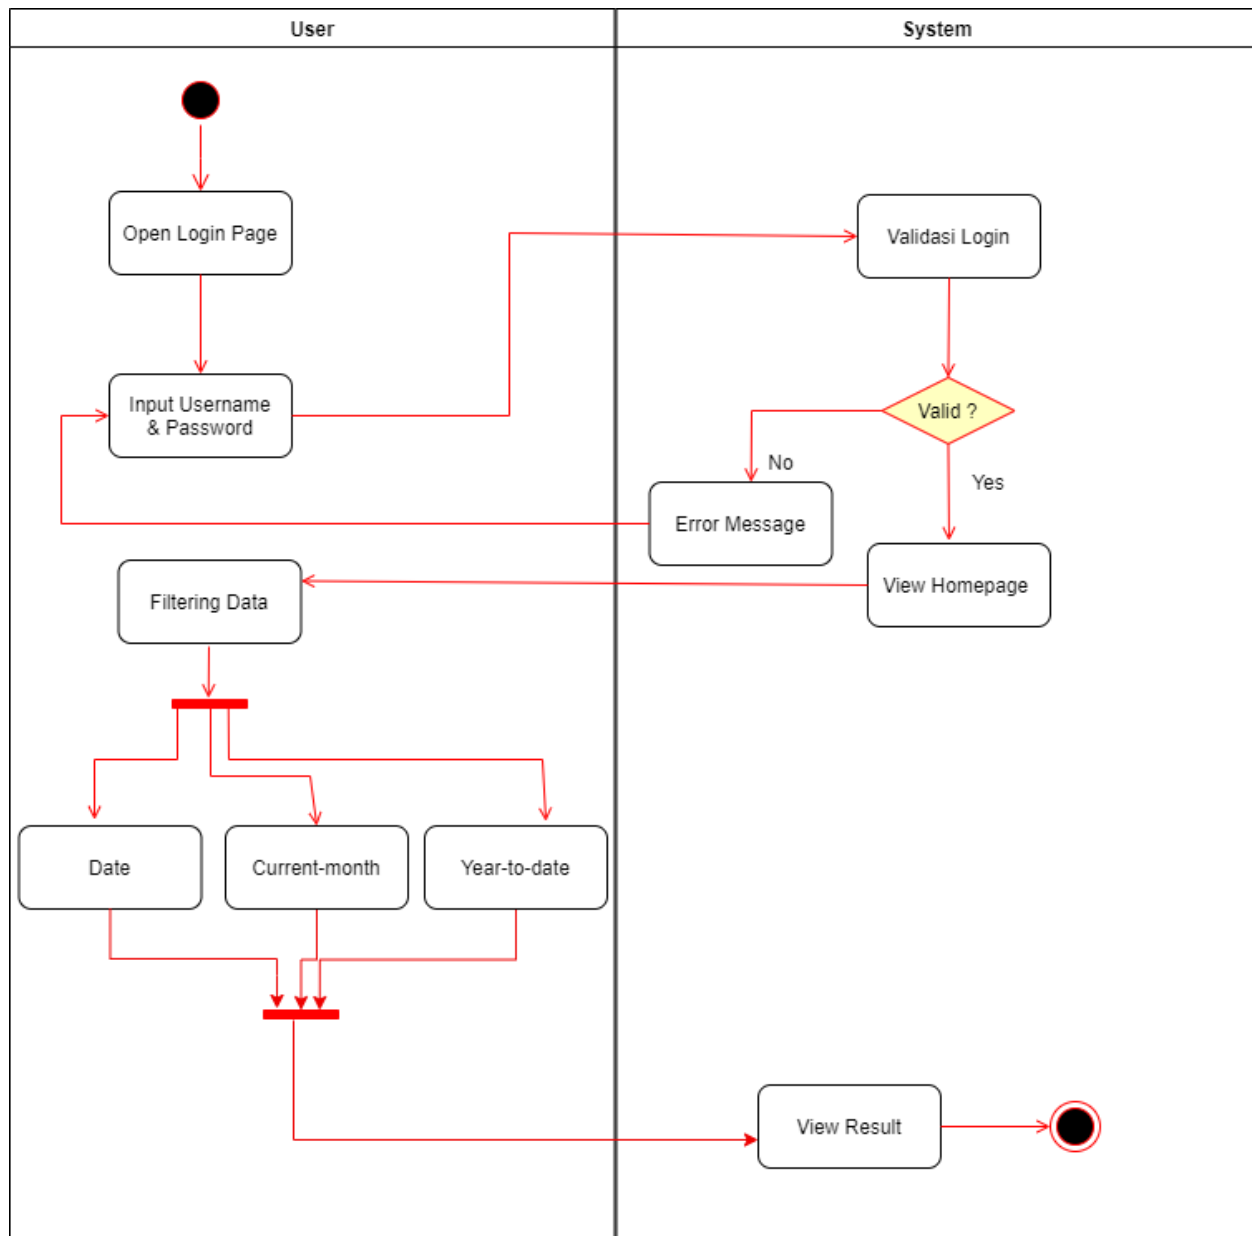 User
System
Open Login Page
Validasi Login
Input Username
& Password
Valid ?
No
Yes
Error Message
View Homepage
Filtering Data
Date
Current-month
Year-to-date
View Result